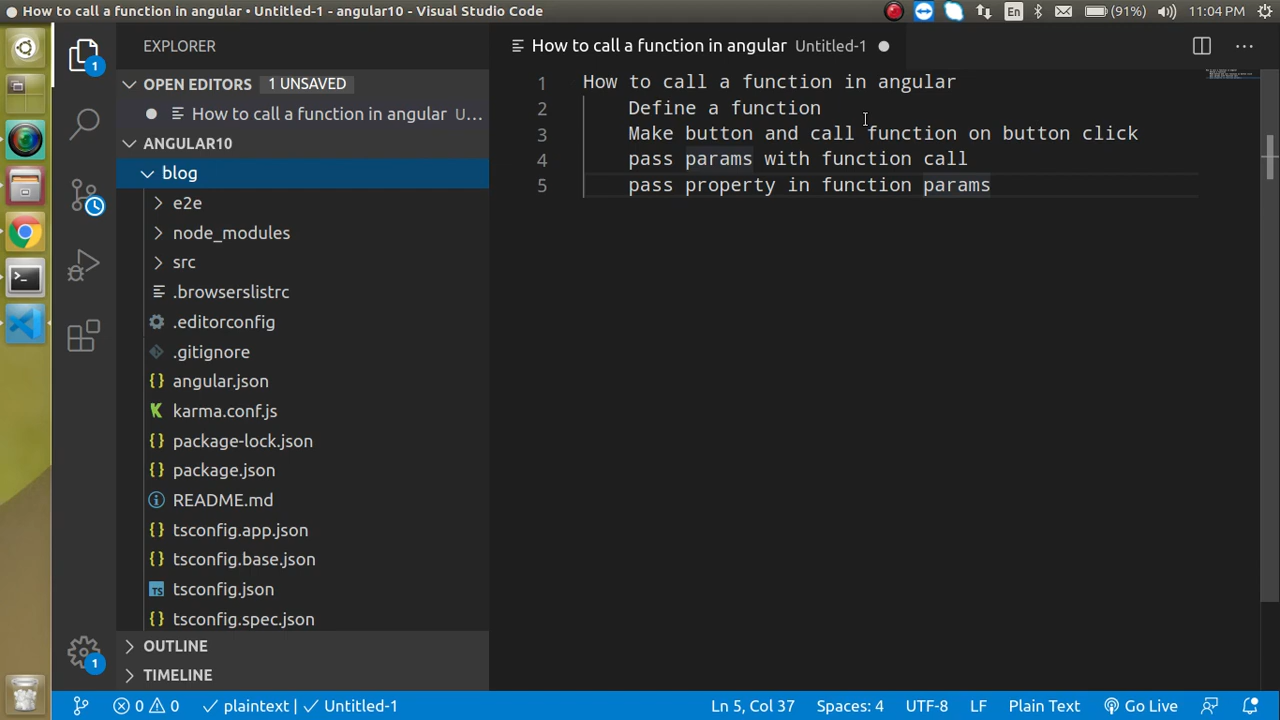 How to call a function in angular • Untitled-1 - angular10 - Visual Studio Code
En
(91%)
11:04 PM
EXPLORER
How to call a function in angular Untitled-1
OPEN EDITORS 1 UNSAVED
How to call a function in angular U...
ANGULAR10
blog
e2e
node_modules
src
.browserslistrc
.editorconfig
.gitignore
angular.json
karma.conf.js
package-lock.json
package.json
README.md
tsconfig.app.json
tsconfig.base.json
tsconfig.json
tsconfig.spec.json
OUTLINE
TIMELINE
1 How to call a function in angular
2 Define a function
3 Make button and call function on button click
4 pass params with function call
5 pass property in function params
1
1
0 0
plaintext | Untitled-1
Ln 5, Col 37
Spaces: 4
UTF-8
LF
Plain Text
Go Live